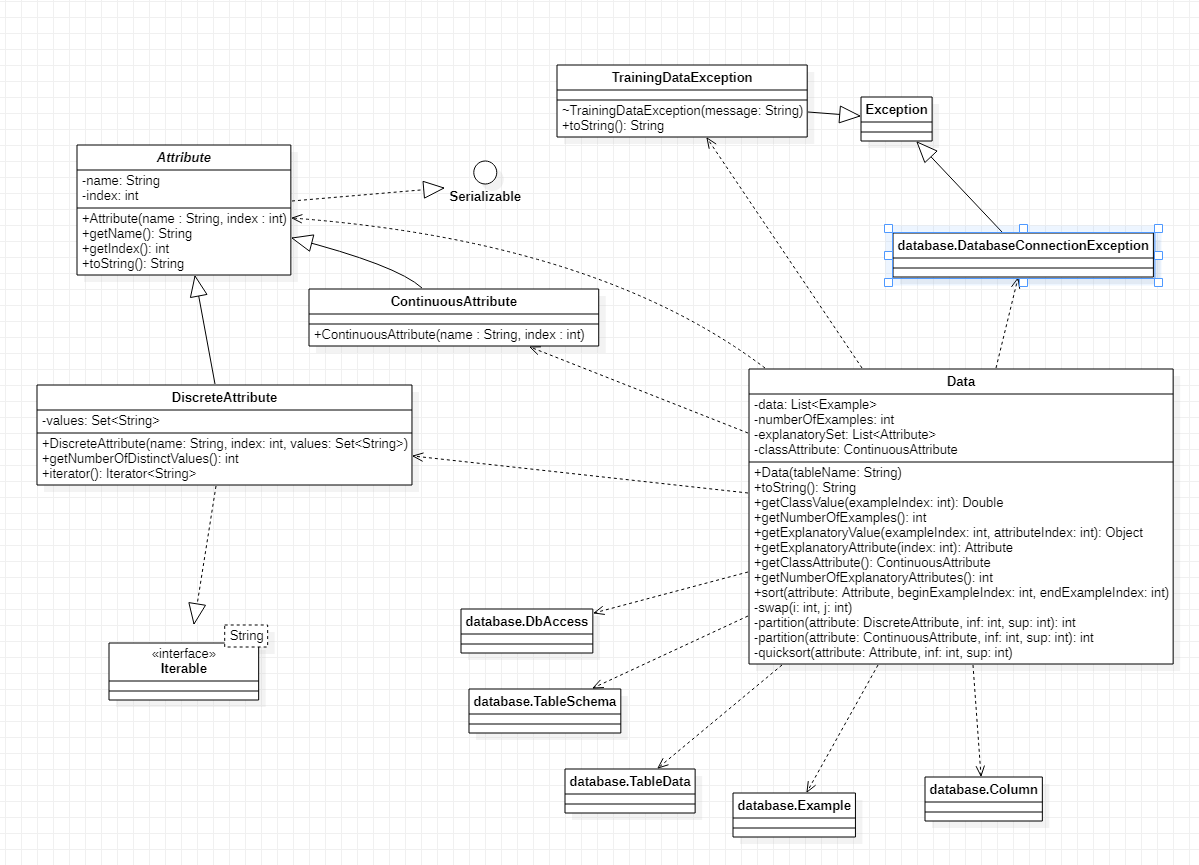 TrainingDataException
~TrainingDataException(message: String)
+toString(): String
Exception
Attribute
-name: String
-index: int
+Attribute(name : String, index : int)
+getName(): String
+getIndex(): int
+toString(): String
Serializable
database.DatabaseConnectionException
ContinuousAttribute
+ContinuousAttribute(name : String, index : int)
DiscreteAttribute
-values: Set<String>
+DiscreteAttribute(name: String, index: int, values: Set<String>)
+getNumberOfDistinctValues(): int
+iterator(): Iterator<String>
Data
-data: List<Example>
-numberOfExamples: int
-explanatorySet: List<Attribute>
-classAttribute: ContinuousAttribute
+Data(tableName: String)
+toString(): String
+getClassValue(exampleIndex: int): Double
+getNumberOfExamples(): int
+getExplanatoryValue(exampleIndex: int, attributeIndex: int): Object
+getExplanatoryAttribute(index: int): Attribute
+getClassAttribute(): ContinuousAttribute
+getNumberOfExplanatoryAttributes(): int
+sort(attribute: Attribute, beginExampleIndex: int, endExampleIndex: int)
-swap(i: int, j: int)
-partition(attribute: DiscreteAttribute, inf: int, sup: int): int
-partition(attribute: ContinuousAttribute, inf: int, sup: int): int
-quicksort(attribute: Attribute, inf: int, sup: int)
String
«interface»
Iterable
database.DbAccess
database.TableSchema
database.TableData
database.Example
database.Column